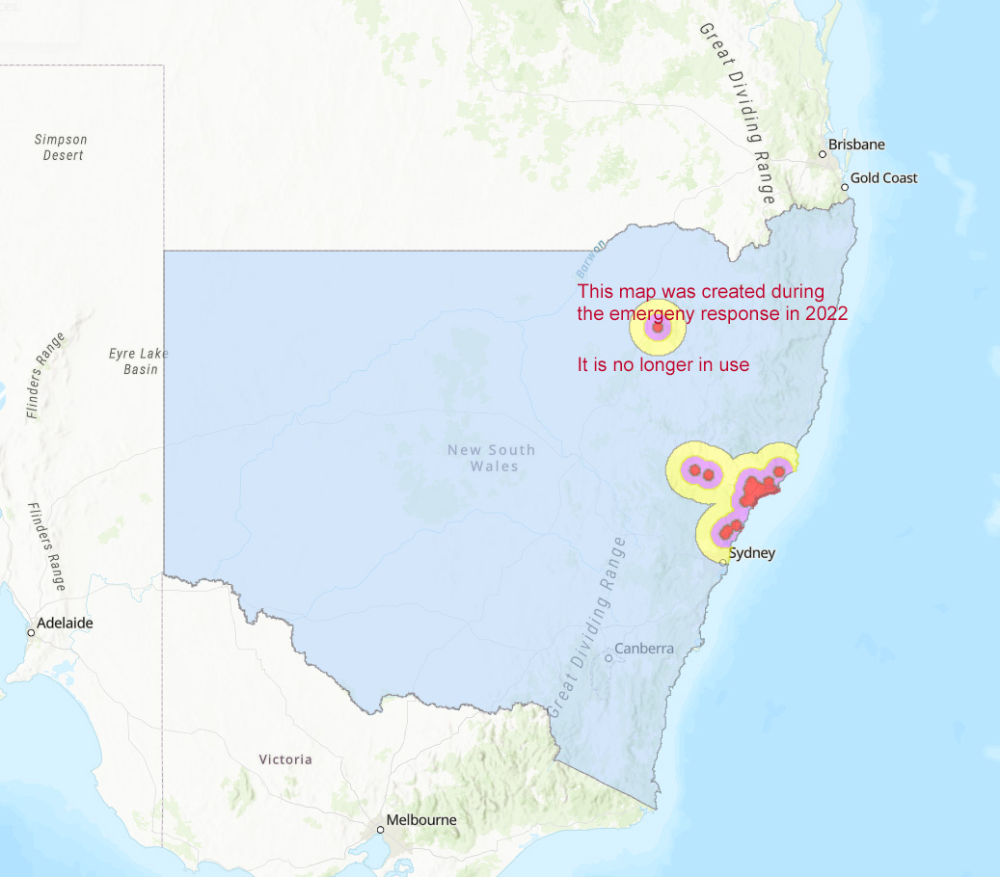 Great Dividing Range
Simpson
Desert
Brisbane
Gold Coast
Barwon
This map was created during
the emergeny response in 2022
Flinders Range
Eyre Lake
Basin
It is no longer in use
New South
Wales
Flinders Range
Great Dividing Range
Sydney
Adelaide
Canberra
Victoria
Melbourne